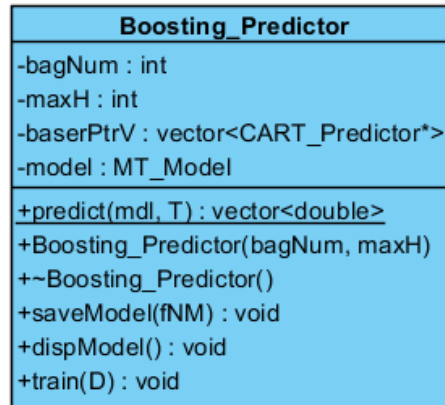 Boosting_Predictor
-bagNum : int
-maxH : int
-baserPtrV : vector<CART_Predictor*>
-model : MT_Model
+predict(mdl, T) : vector<double>
+Boosting_Predictor(bagNum, maxH)
+~Boosting_Predictor()
+saveModel(fNM) : void
+dispModel() : void
+train(D) : void